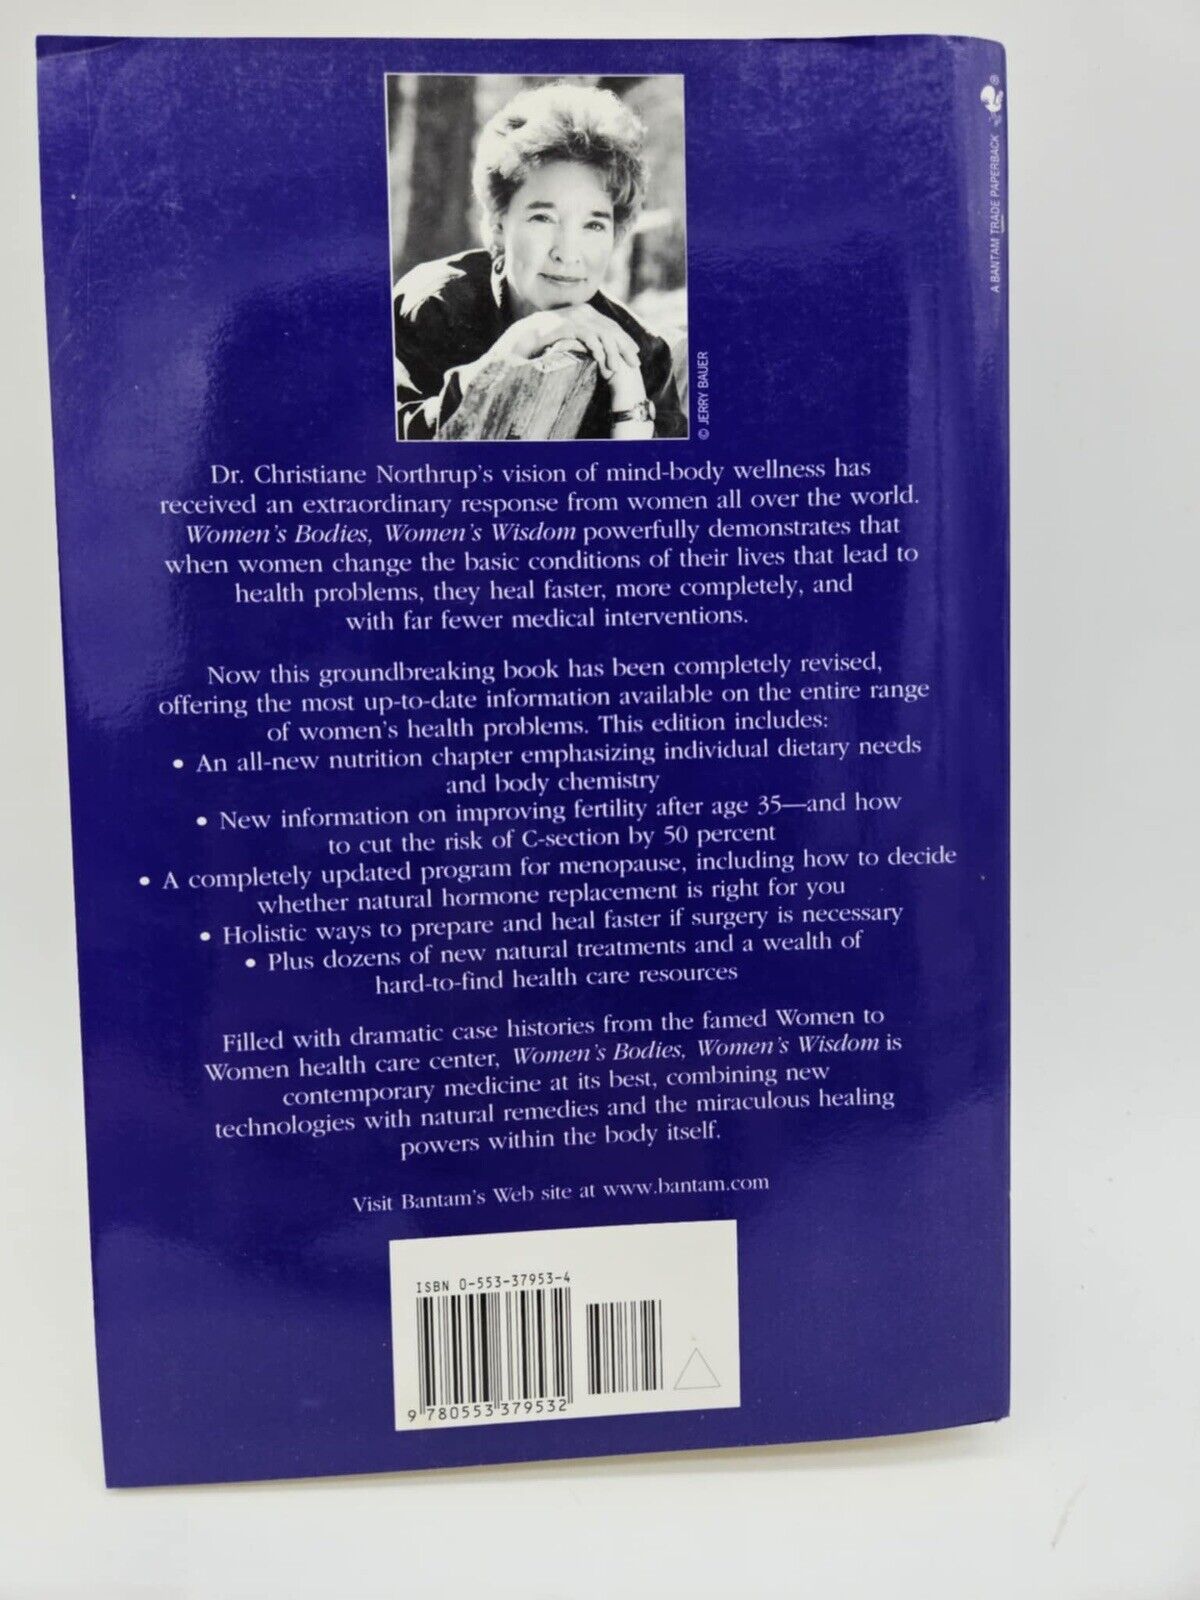 A BANTAM TRADE PAPERBACK
®
© JERRY BAUER
Dr. Christiane Northrup's vision of mind-body wellness has
received an extraordinary response from women all over the world.
Women's Bodies, Women's Wisdom powerfully demonstrates that
when women change the basic conditions of their lives that lead to
health problems, they heal faster, more completely, and
with far fewer medical interventions.
Now this groundbreaking book has been completely revised,
offering the most up-to-date information available on the entire range
of women's health problems. This edition includes:
• An all-new nutrition chapter emphasizing individual dietary needs
and body chemistry
• New information on improving fertility after age 35—and how
to cut the risk of C-section by 50 percent
• A completely updated program for menopause, including how to decide
whether natural hormone replacement is right for you
• Holistic ways to prepare and heal faster if surgery is necessary
• Plus dozens of new natural treatments and a wealth of
hard-to-find health care resources
Filled with dramatic case histories from the famed Women to
Women health care center, Women's Bodies, Women's Wisdom is
contemporary medicine at its best, combining new
technologies with natural remedies and the miraculous healing
powers within the body itself.
Visit Bantam's Web site at www.bantam.com
ISBN 0-553-37953-4
9 780553 379532